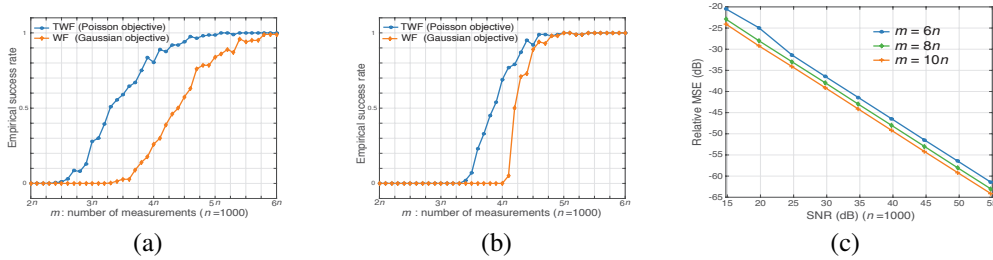 TWF (Poisson objective)
WF (Gaussian objective)
Empirical success rate
1
0.5
0
2n 3n 4n 5n 6n
m : number of measurements (n =1000)
(a)
TWF (Poisson objective)
WF (Gaussian objective)
Empirical success rate
1
0.5
0
2n 3n 4n 5n 6n
m : number of measurements (n =1000)
(b)
m = 6n
m = 8n
m = 10n
Relative MSE (dB)
-20
-25
-30
-35
-40
-45
-50
-55
-60
-65
15 20 25 30 35 40 45 50 55
SNR (dB) (n =1000)
(c)